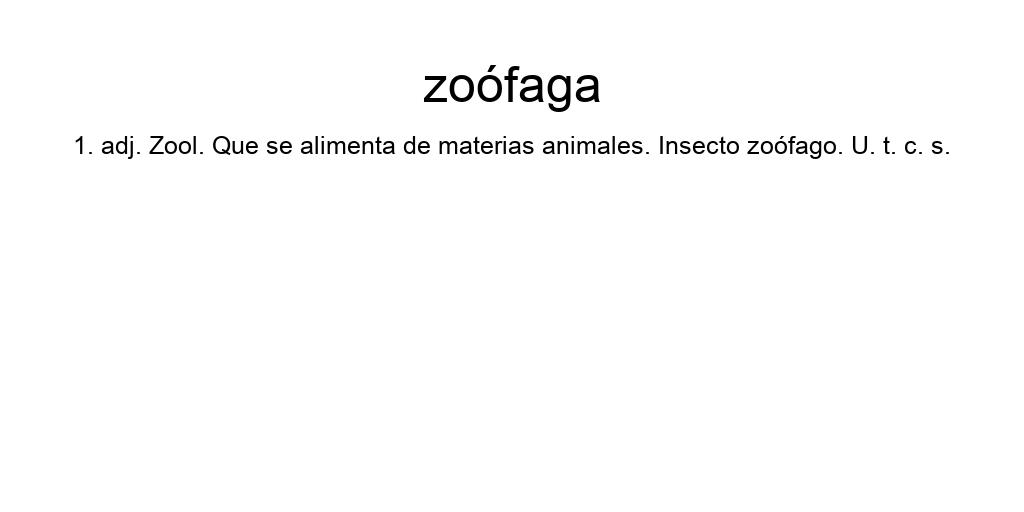 zoófaga
1. adj. Zool. Que se alimenta de materias animales. Insecto zoófago. U. t. c. s.